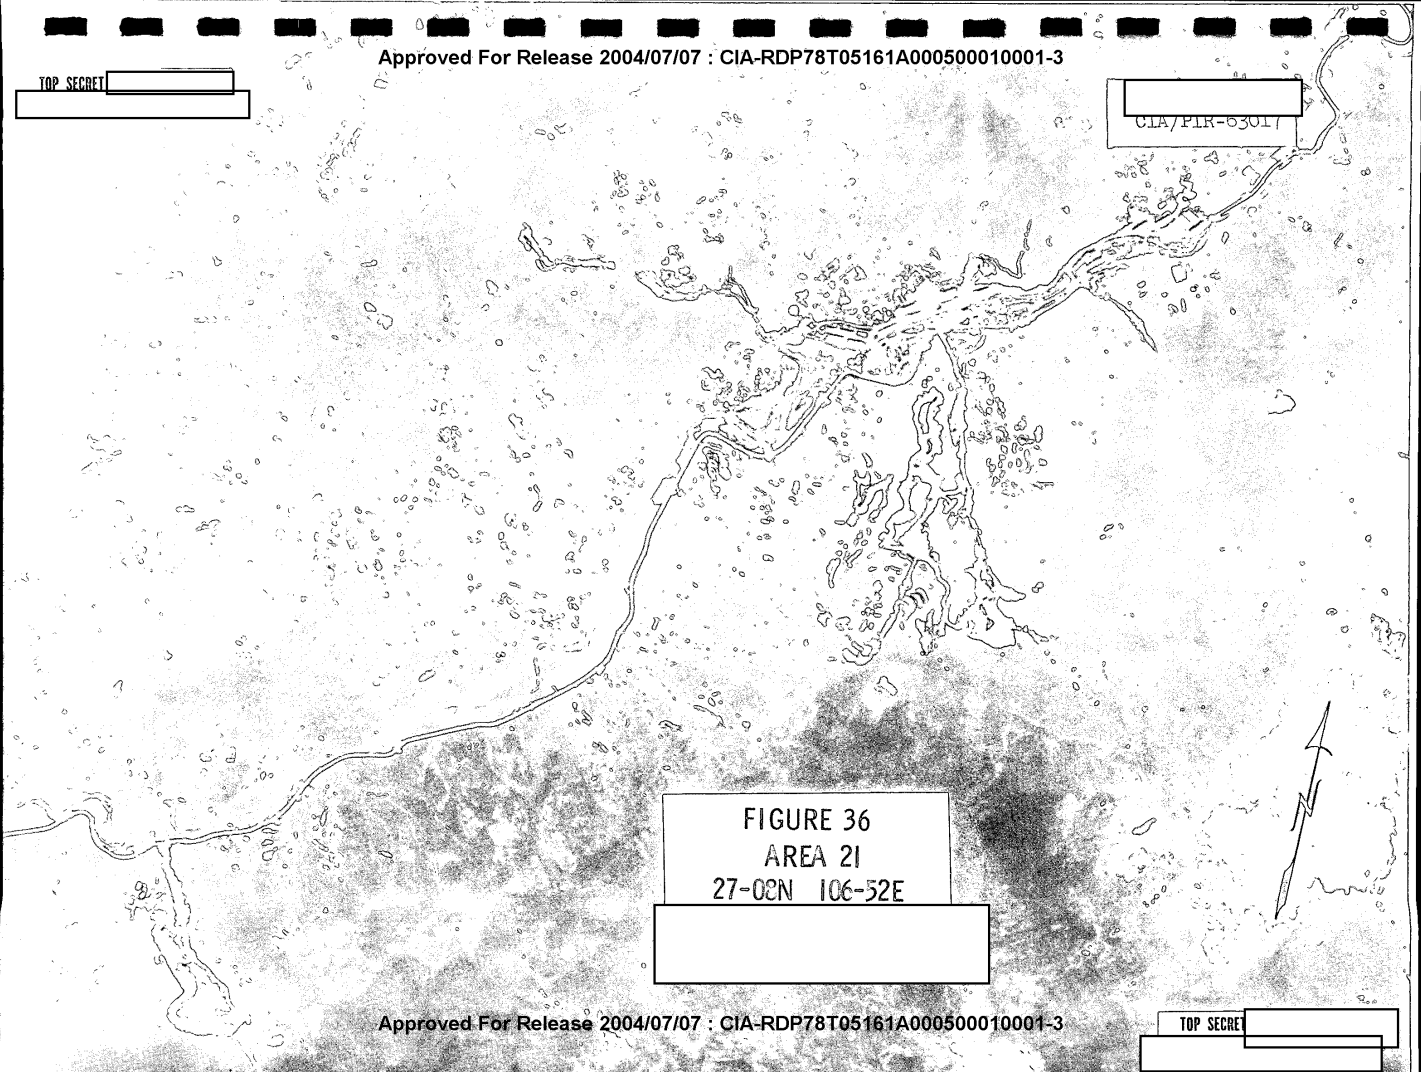 Approved For Release 2004/07/07 : CIA-RDP78T05161A000500010001-3
TOP SECRET
CIA/PIR-63017
N
FIGURE 36
AREA 21
27-08N 106-52E
Approved For Release 2004/07/07 : CIA-RDP78T05161A000500010001-3
TOP SECRET